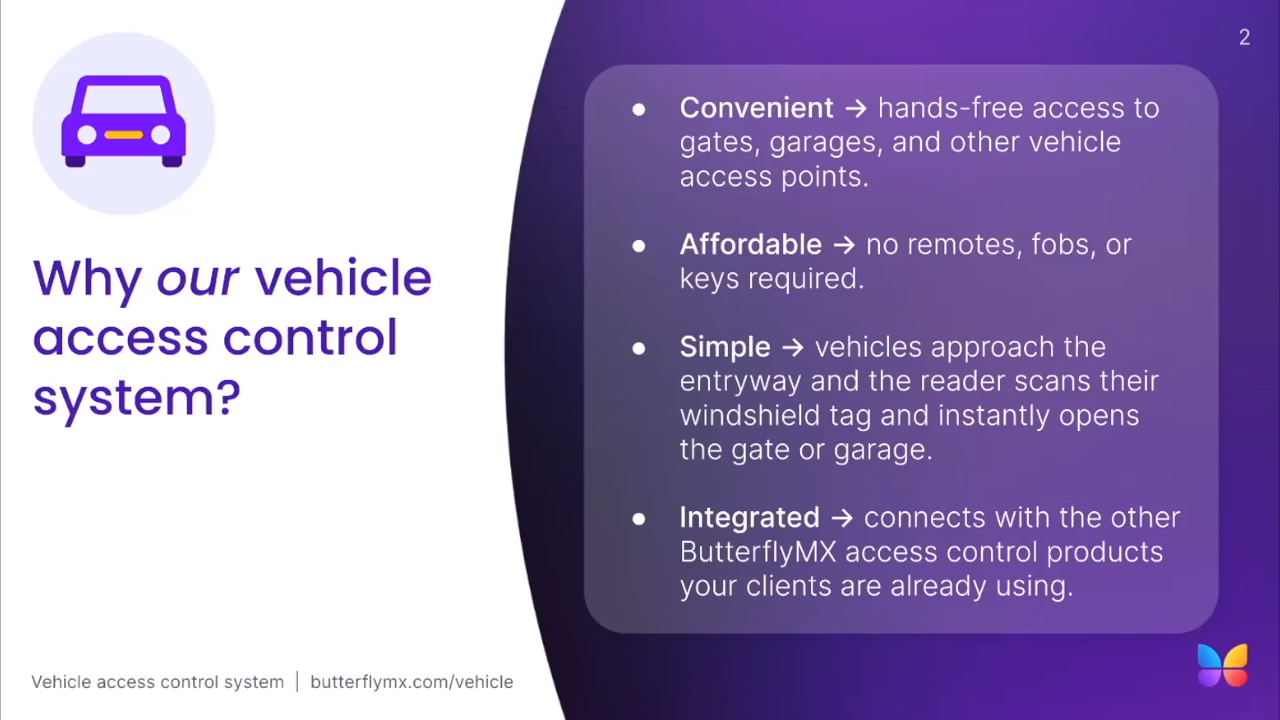 2
Why our vehicle
access control
system?
● Convenient → hands-free access to
gates, garages, and other vehicle
access points.
● Affordable → no remotes, fobs, or
keys required.
● Simple → vehicles approach the
entryway and the reader scans their
windshield tag and instantly opens
the gate or garage.
● Integrated → connects with the other
ButterflyMX access control products
your clients are already using.
Vehicle access control system | butterflymx.com/vehicle